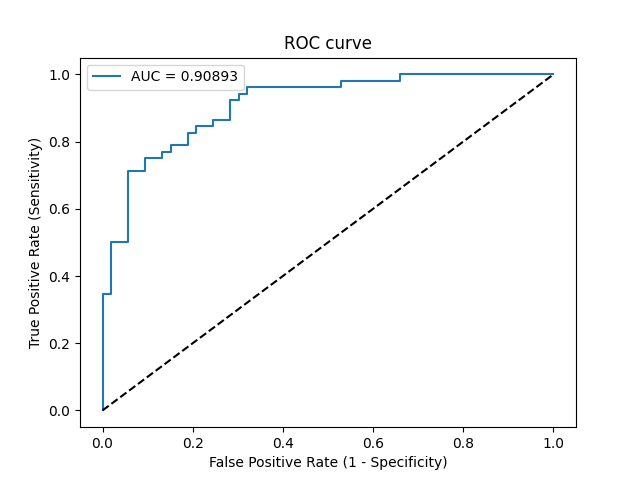 ROC curve
AUC = 0.90893
1.0
0.8
0.6
0.4
0.2
0.0
True Positive Rate (Sensitivity)
0.0 0.2 0.4 0.6 0.8 1.0
False Positive Rate (1 - Specificity)